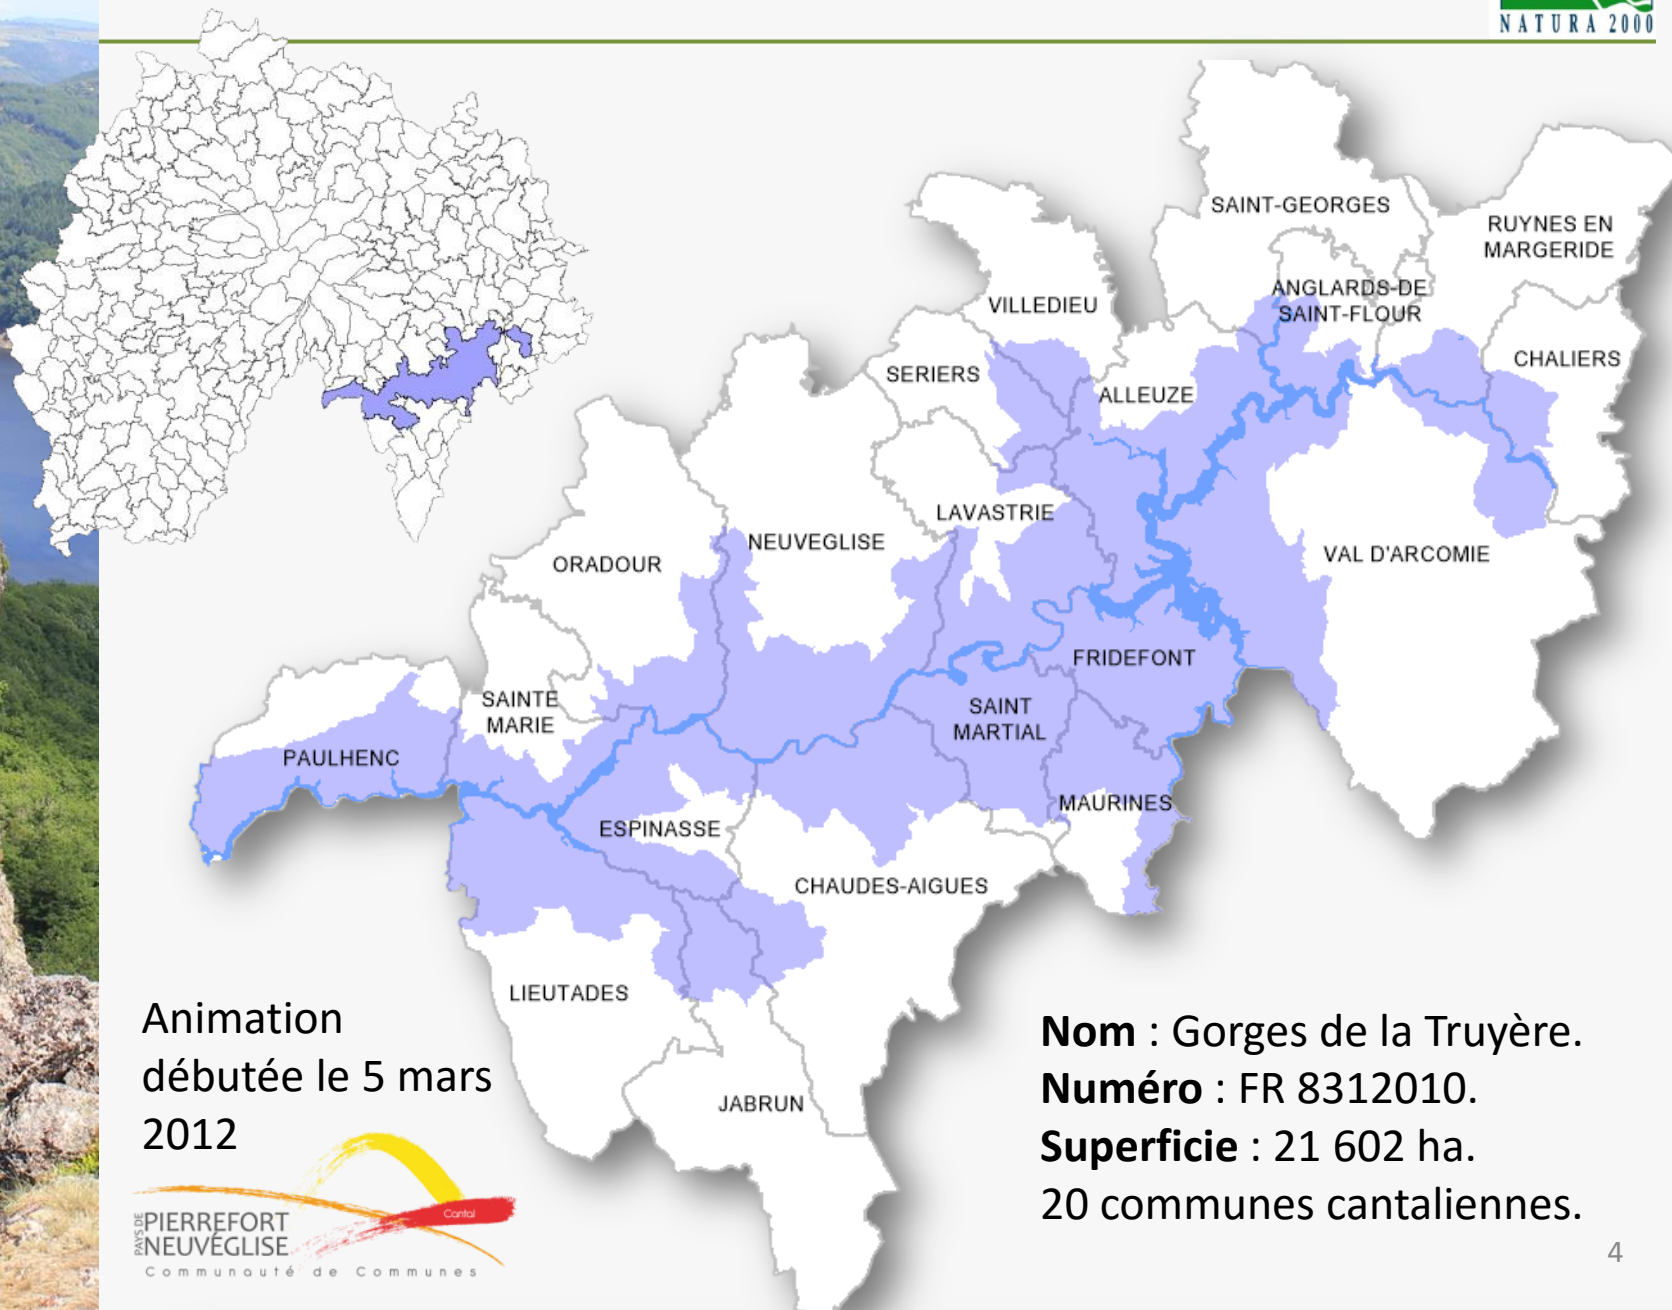 NATURA 2000
SAINT-GEORGES
RUYNES EN
MARGERIDE
ANGLARDS-DE
SAINT-FLOUR
VILLEDIEU
CHALIERS
SERIERS
ALLEUZE
LAVASTRIE
NEUVEGLISE
ORADOUR
VAL D'ARCOMIE
FRIDEFONT
SAINTE
MARIE
SAINT
MARTIAL
PAULHENC
MAURINES
ESPINASSE
CHAUDES-AIGUES
LIEUTADES
JABRUN
Animation
débutée le 5 mars
2012
Nom : Gorges de la Truyère.
Numéro : FR 8312010.
Superficie : 21 602 ha.
20 communes cantaliennes.
Cantal
PAYS DE
PIERREFORT
NEUVÉGLISE
Communauté de Communes
4